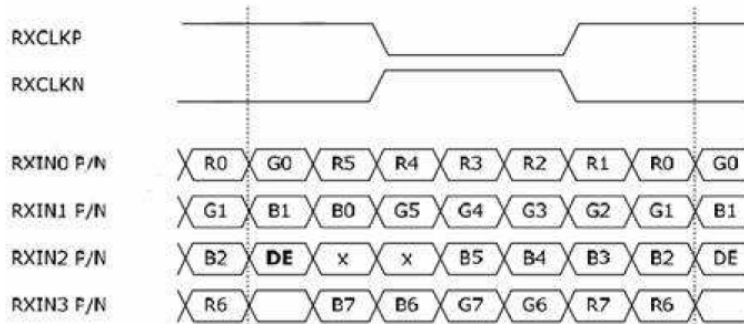 RXCLKP
RXCLKN
RXIN0 P/N R0 G0 R5 R4 R3 R2 R1 R0 G0
RXIN1 P/N G1 B1 B0 G5 G4 G3 G2 G1 B1
RXIN2 P/N B2 DE x x B5 B4 B3 B2 DE
RXIN3 P/N R6 B7 B6 G7 G6 R7 R6